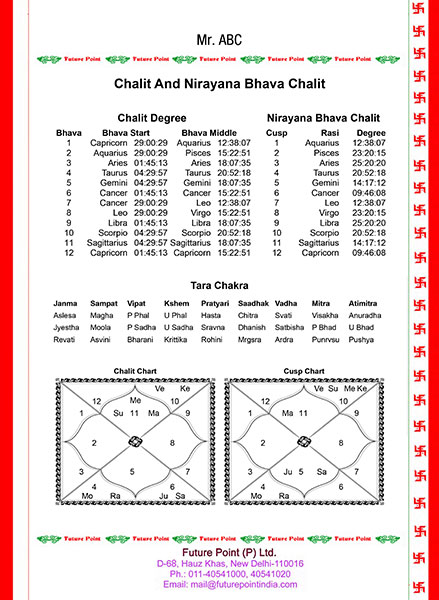 Mr. ABC
Future Point Future Point Future Point Future Point Future Point
Chalit And Nirayana Bhava Chalit
Chalit Degree Nirayana Bhava Chalit
Bhava Bhava Start Bhava Middle Cusp Rasi Degree
1 Capricorn 29:00:29 Aquarius 12:38:07 1 Aquarius 12:38:07
2 Aquarius 29:00:29 Pisces 15:22:51 2 Pisces 23:20:15
3 Aries 01:45:13 Aries 18:07:35 3 Aries 25:20:20
4 Taurus 04:29:57 Taurus 20:52:18 4 Taurus 20:52:18
5 Gemini 04:29:57 Gemini 18:07:35 5 Gemini 14:17:12
6 Cancer 01:45:13 Cancer 15:22:51 6 Cancer 09:46:08
7 Cancer 29:00:29 Leo 12:38:07 7 Leo 12:38:07
8 Leo 29:00:29 Virgo 15:22:51 8 Virgo 23:20:15
9 Libra 01:45:13 Libra 18:07:35 9 Libra 25:20:20
10 Scorpio 04:29:57 Scorpio 20:52:18 10 Scorpio 20:52:18
11 Sagittarius 04:29:57 Sagittarius 18:07:35 11 Sagittarius 14:17:12
12 Capricorn 01:45:13 Capricorn 15:22:51 12 Capricorn 09:46:08
Tara Chakra
Janma Sampat Vipat Kshem Pratyari Saadhak Vadha Mitra Atimitra
Aslesa Magha P Phal U Phal Hasta Chitra Svati Visakha Anuradha
Jyestha Moola P Sadha U Sadha Sravna Dhanish Satbisha P Bhad U Bhad
Revati Asvini Bharani Krittika Rohini Mrgsra Ardra Punrvsu Pushya
Chalit Chart Cusp Chart
Ve Ke Ve Su Me Ke
12 Me 10 12 10
1 Su 11 Ma 9 1 Ma 11 9
2 8 2 8
3 5 7 3 Ju 5 Sa 7
4 6 4 6
Mo Ra Ju Sa Mo Ra
Future Point Future Point Future Point Future Point Future Point
Future Point (P) Ltd.
D-68, Hauz Khas, New Delhi-110016
Ph.: 011-40541000, 40541020
Email: mail@futurepointindia.com